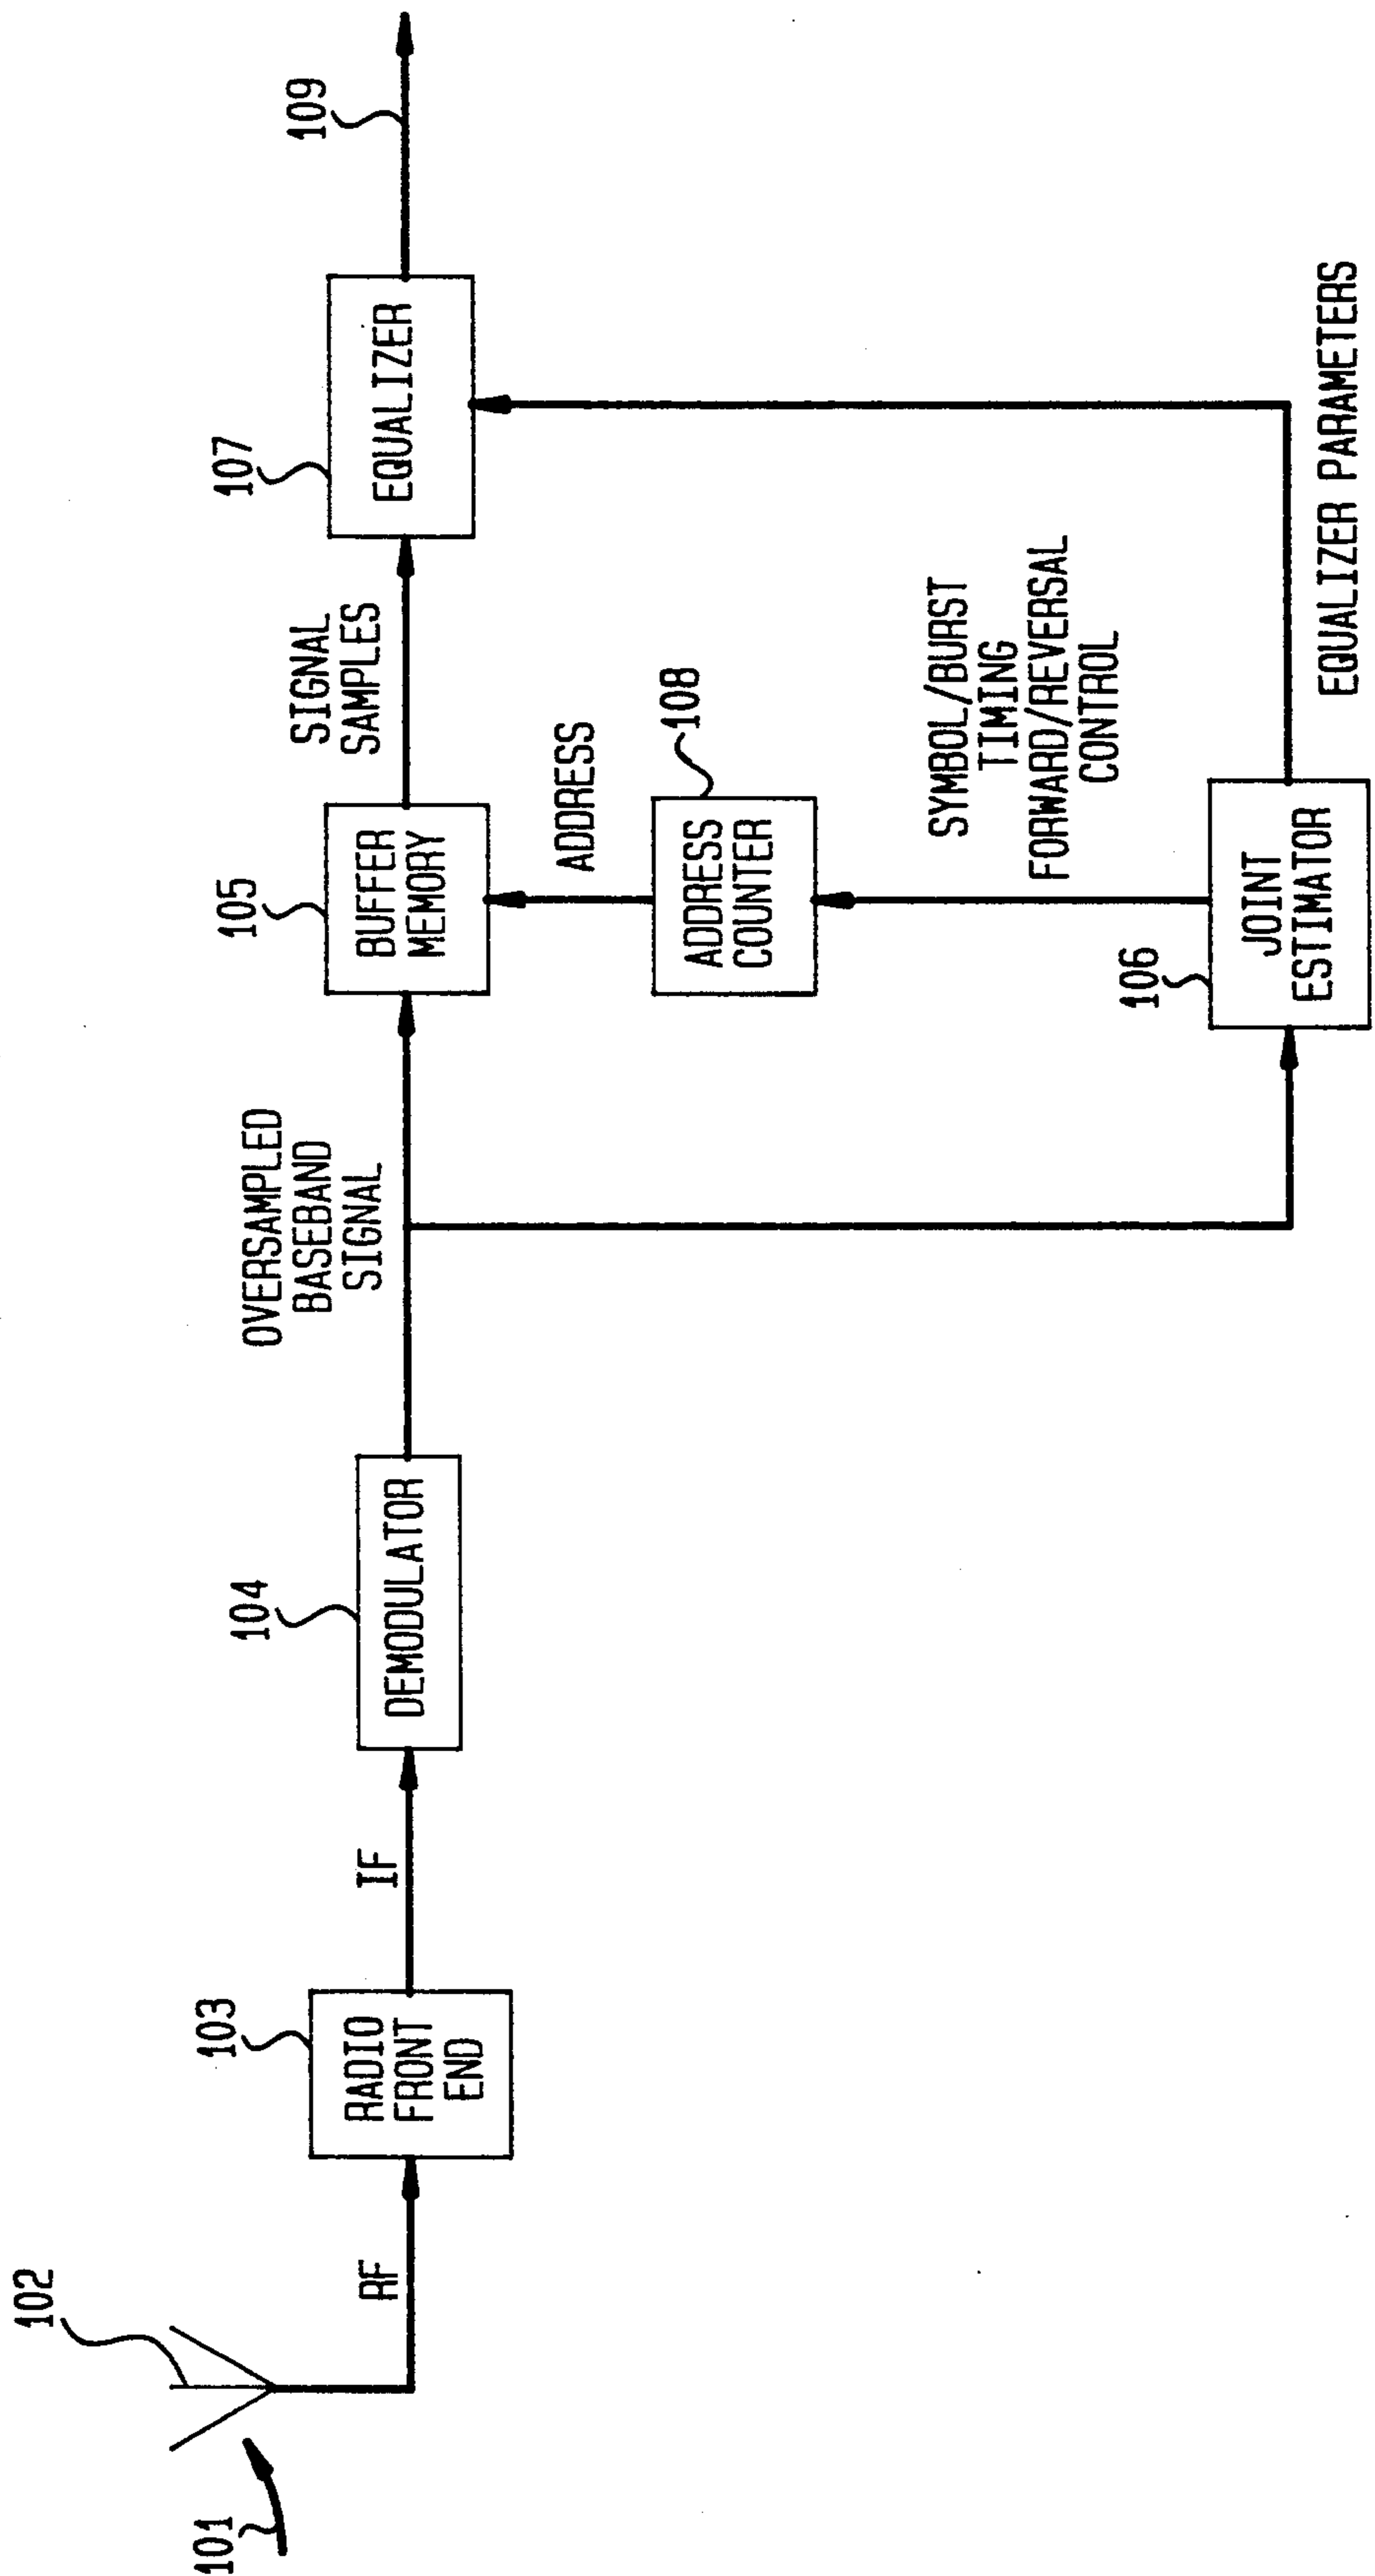 101
102
RF
103
RADIO
FRONT
END
IF
104
DEMODULATOR
OVERSAMPLED
BASEBAND
SIGNAL
105
BUFFER
MEMORY
SIGNAL
SAMPLES
107
EQUALIZER
109
ADDRESS
108
ADDRESS
COUNTER
SYMBOL/BURST
TIMING
FORWARD/REVERSAL
CONTROL
106
JOINT
ESTIMATOR
EQUALIZER PARAMETERS